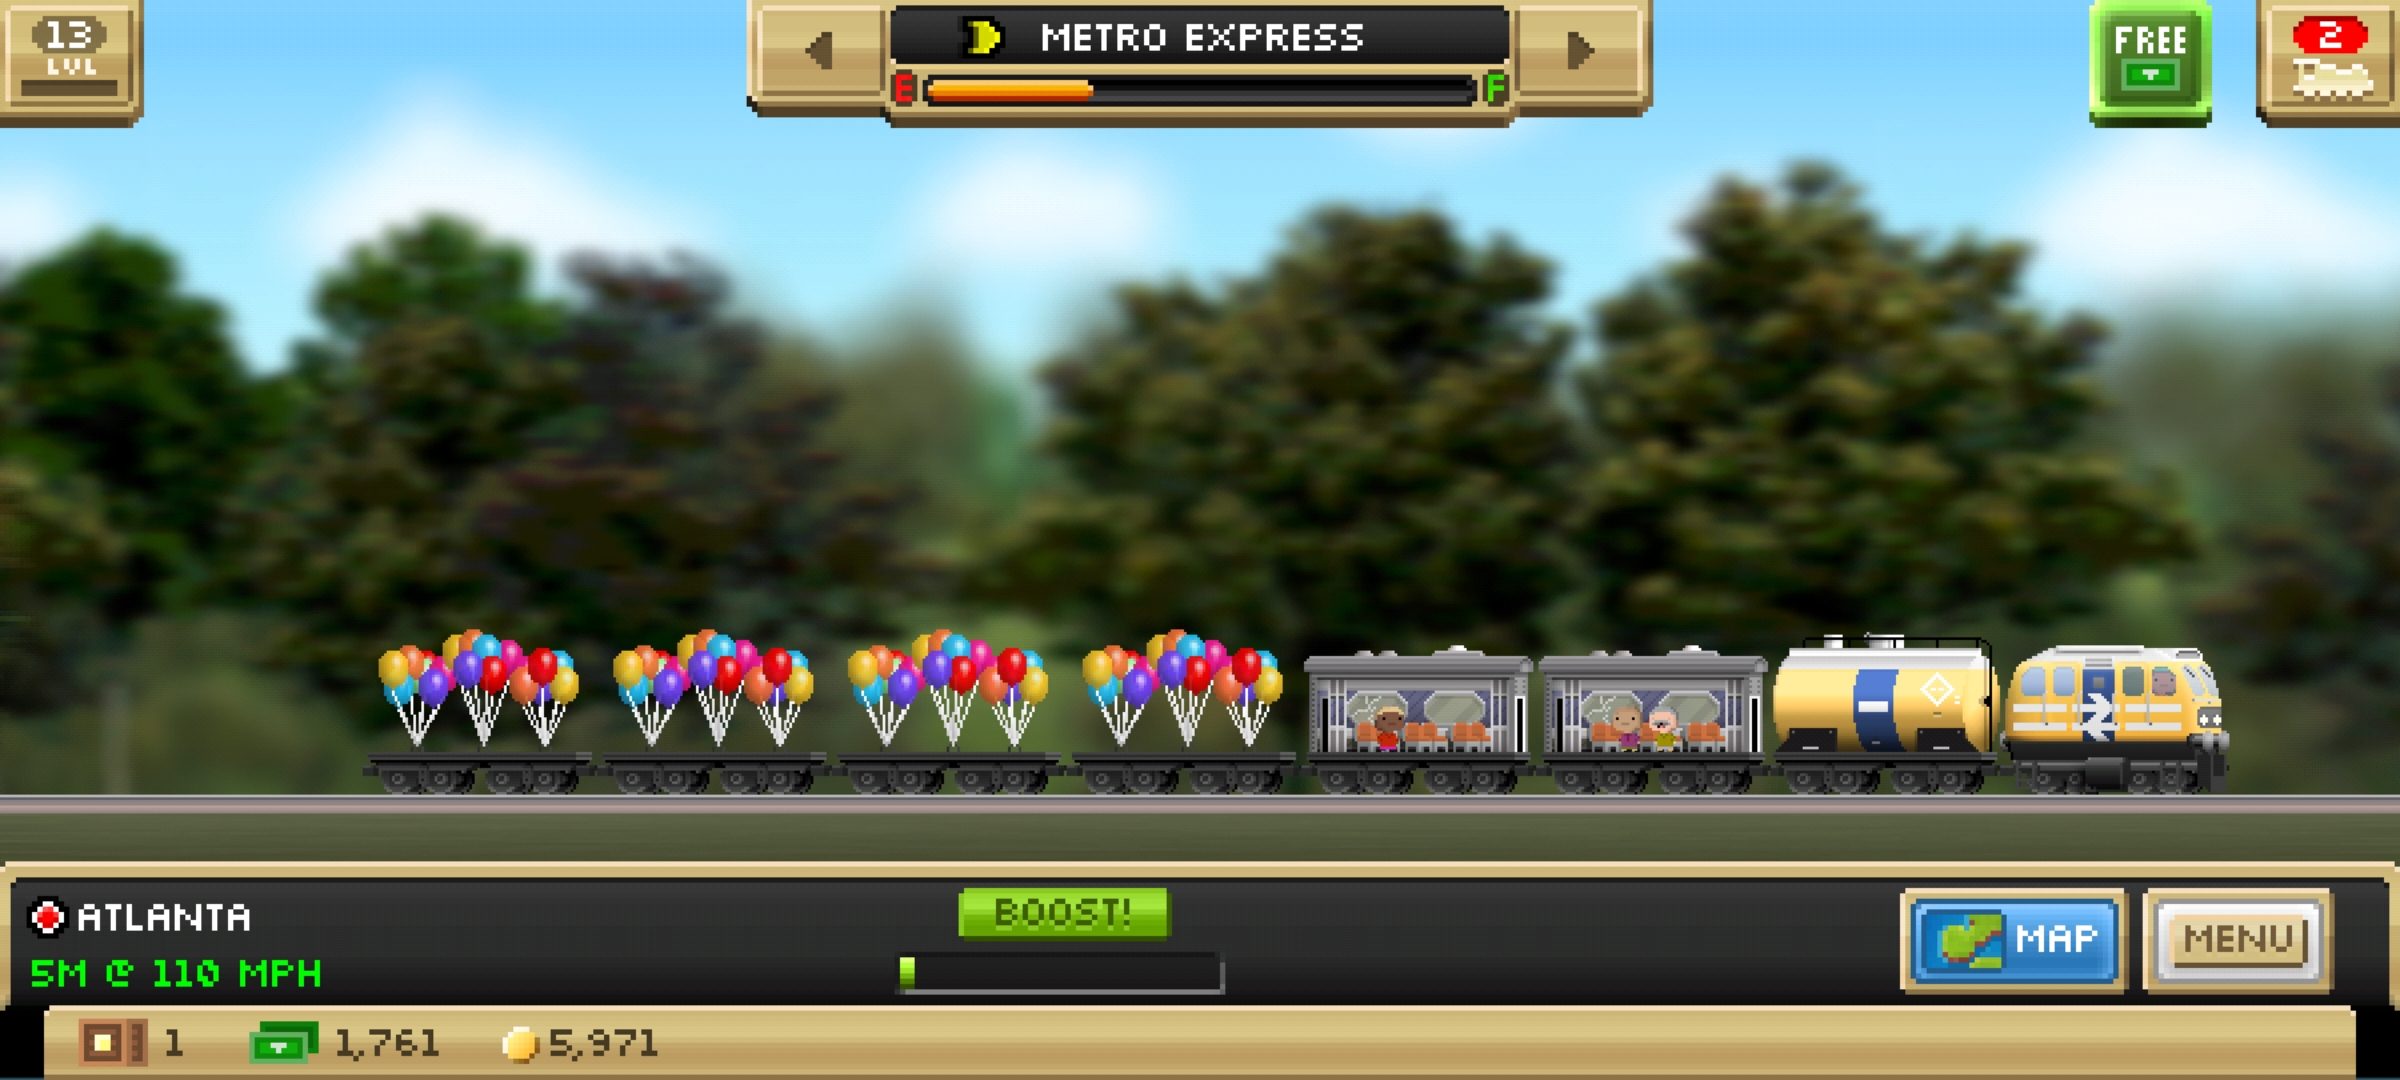 13
LVL
METRO EXPRESS
E F
FREE
2
ATLANTA
5M @ 110 MPH
BOOST!
MAP
MENU
1
1,761
5,971